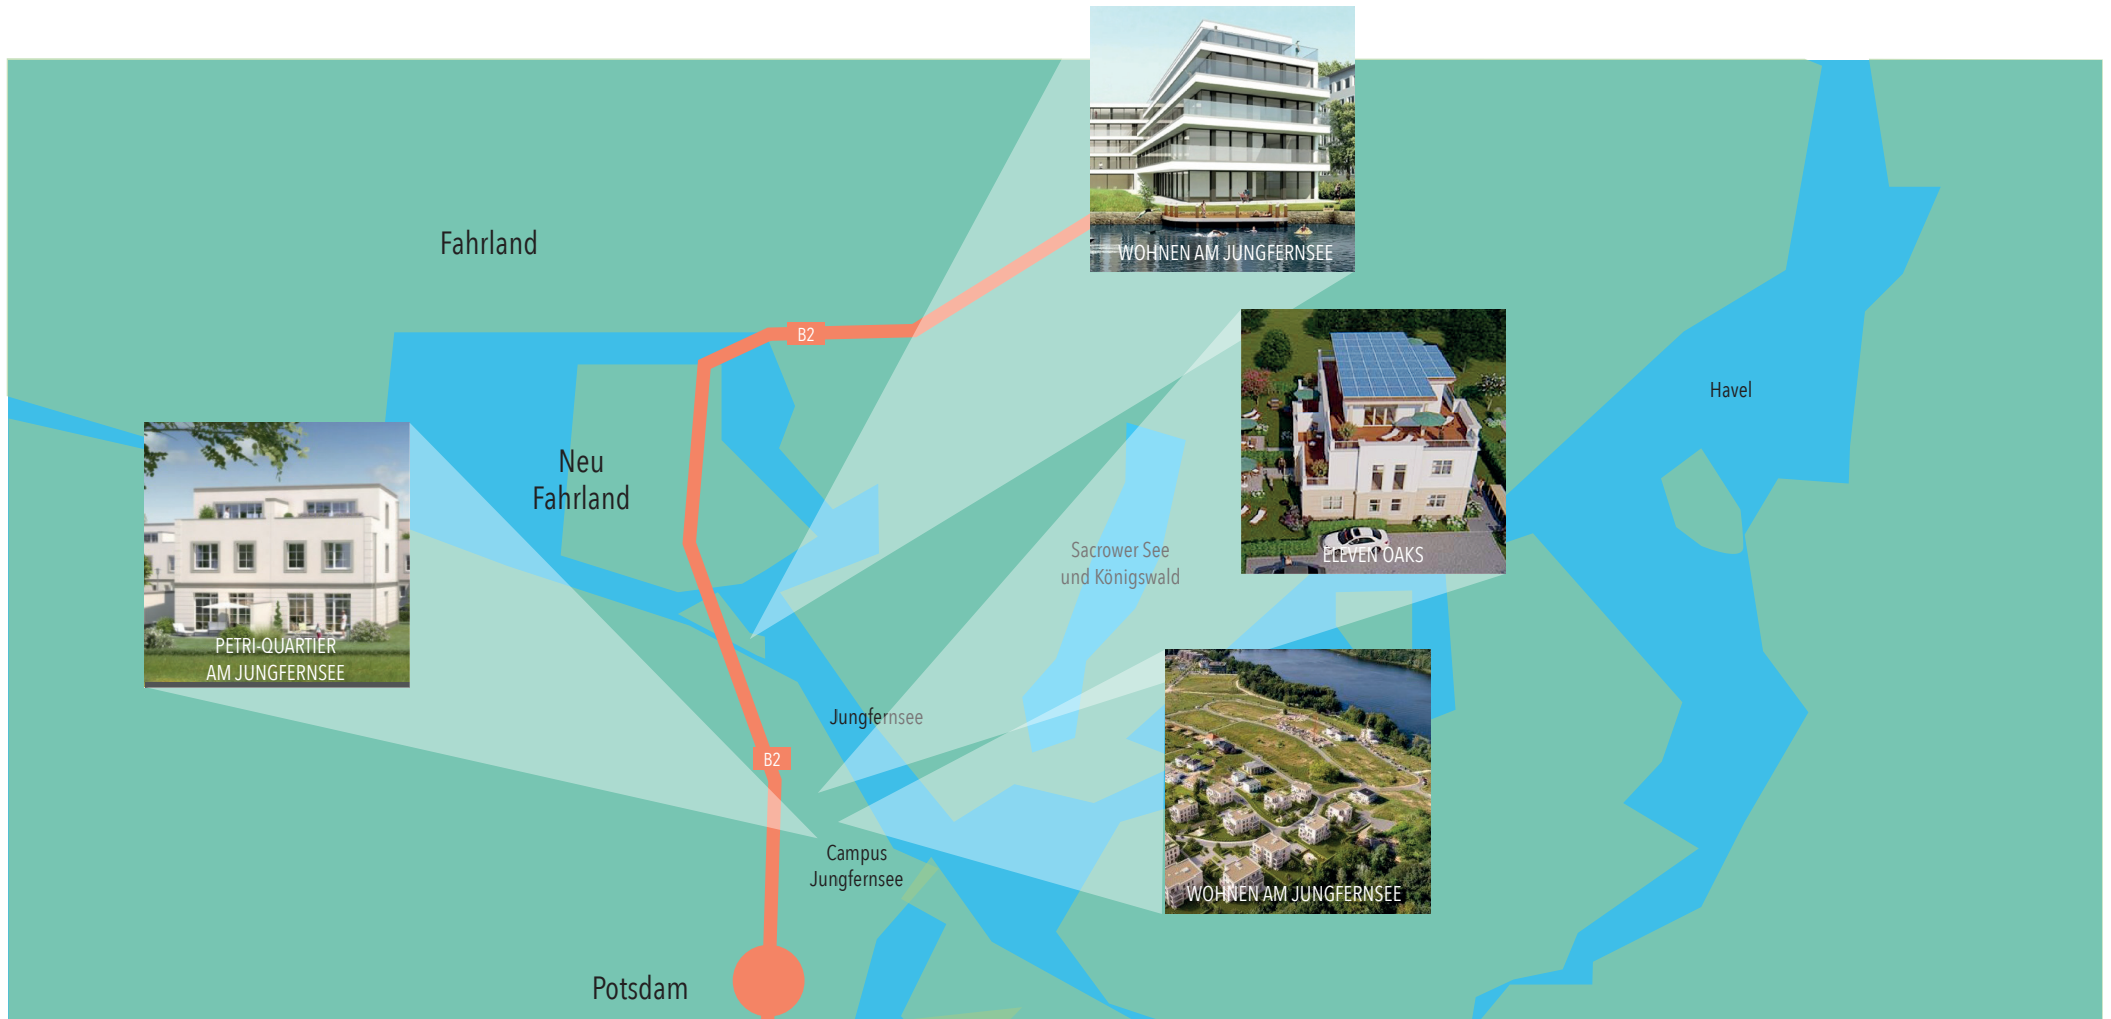 WOHNEN AM JUNGFERNSEE
Fahrland
B2
ELEVEN OAKS
Havel
Neu
Fahrland
Sacrower See
und Königswald
PETRI-QUARTIER
AM JUNGFERNSEE
Jungfernsee
B2
Campus
Jungfernsee
WOHNEN AM JUNGFERNSEE
Potsdam